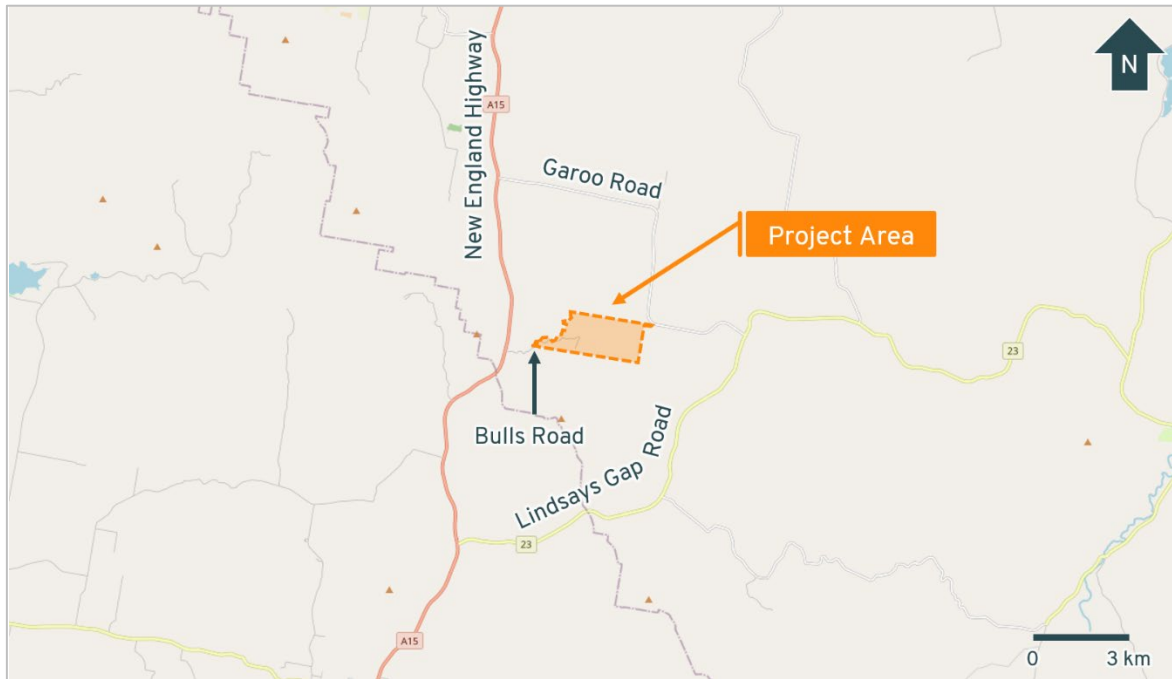 N
New England Highway
A15
Garoo Road
Project Area
23
Bulls Road
Lindsays Gap Road
23
A15
0 3 km